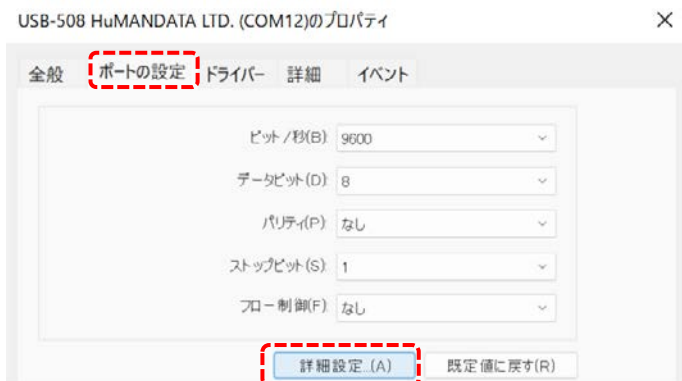 USB-508 HuMANDATA LTD. (COM12)のプロパティ
全般 ポートの設定 ドライバー 詳細 イベント
ビット/秒(B): 9600
データビット(D): 8
パリティ(P): なし
ストップビット(S): 1
フロー制御(F): なし
詳細設定...(A) 既定値に戻す(R)